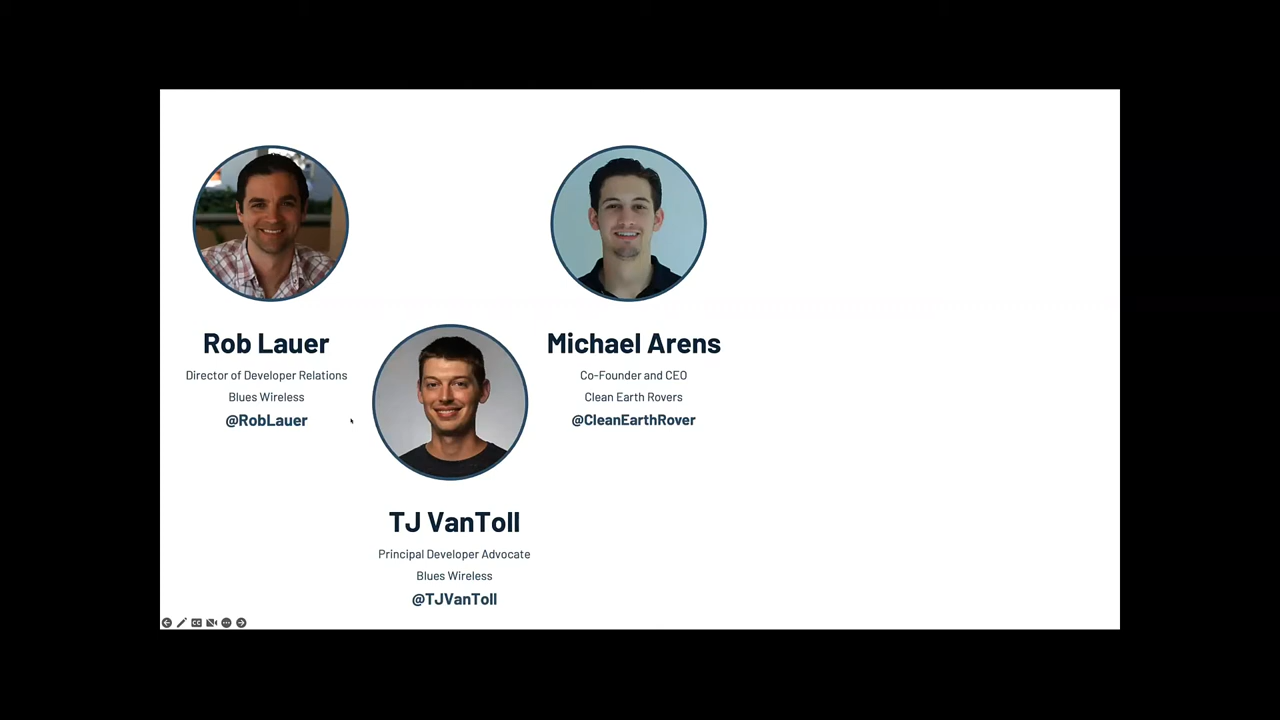 Rob Lauer
Director of Developer Relations
Blues Wireless
@RobLauer
TJ VanToll
Principal Developer Advocate
Blues Wireless
@TJVanToll
Michael Arens
Co-Founder and CEO
Clean Earth Rovers
@CleanEarthRover
CC